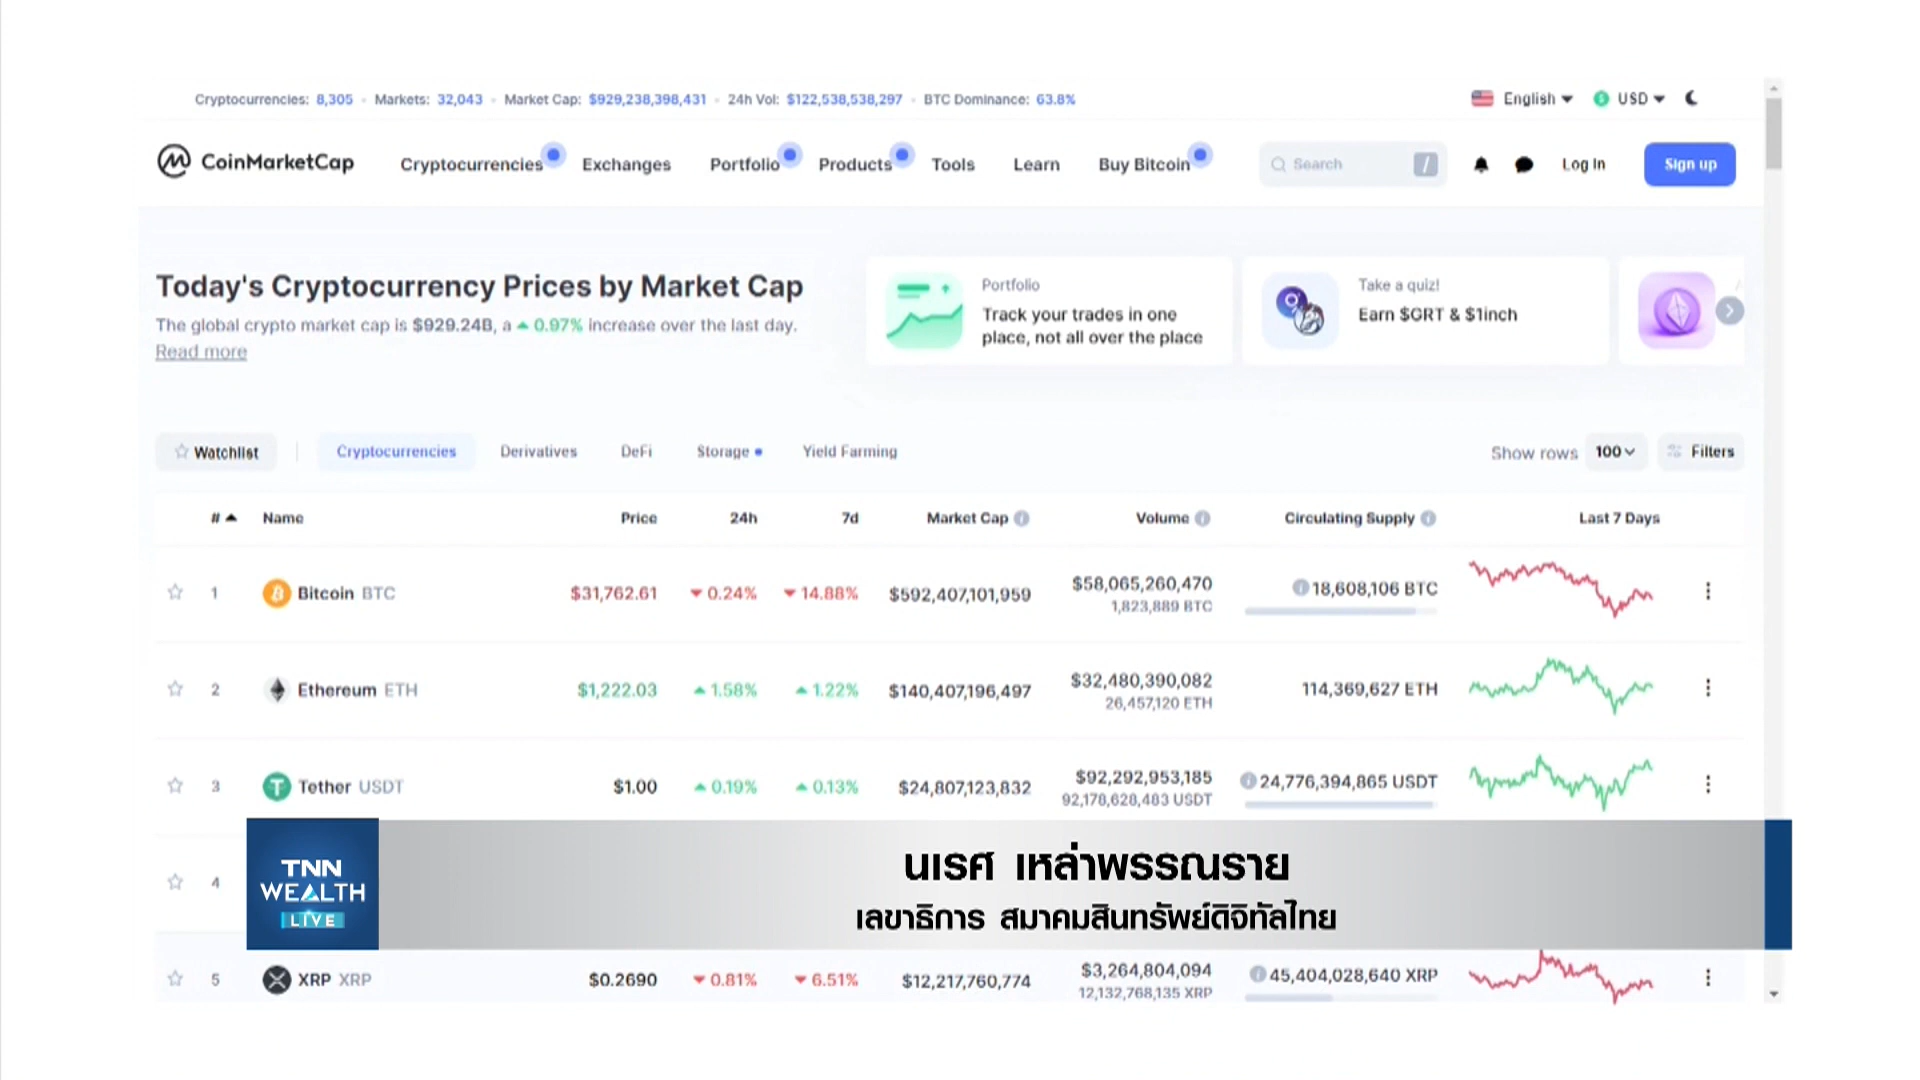 Cryptocurrencies: 8,305 Markets: 32,043 Market Cap: $929,238,398,431 24h Vol: $122,538,538,297 BTC Dominance: 63.8%
English USD
CoinMarketCap Cryptocurrencies Exchanges Portfolio Products Tools Learn Buy Bitcoin Search / Log In Sign up
Today's Cryptocurrency Prices by Market Cap
The global crypto market cap is $929.24B, a 0.97% increase over the last day.
Read more
Portfolio
Track your trades in one
place, not all over the place
Take a quiz!
Earn $GRT & $1inch
Watchlist Cryptocurrencies Derivatives DeFi Storage Yield Farming Show rows 100 Filters
# Name Price 24h 7d Market Cap Volume Circulating Supply Last 7 Days
1 Bitcoin BTC $31,762.61 0.24% 14.88% $592,407,101,959 $58,065,260,470 18,608,106 BTC
1,823,889 BTC
2 Ethereum ETH $1,222.03 1.58% 1.22% $140,407,196,497 $32,480,390,082 114,369,627 ETH
26,457,120 ETH
3 Tether USDT $1.00 0.19% 0.13% $24,807,123,832 $92,292,953,185 24,776,394,865 USDT
92,178,628,483 USDT
4
TNN
WEALTH
LIVE
นเรศ เหล่าพรรณราย
เลขาธิการ สมาคมสินทรัพย์ดิจิทัลไทย
5 XRP XRP $0.2690 0.81% 6.51% $12,217,760,774 $3,264,804,094 45,404,028,640 XRP
12,132,768,135 XRP